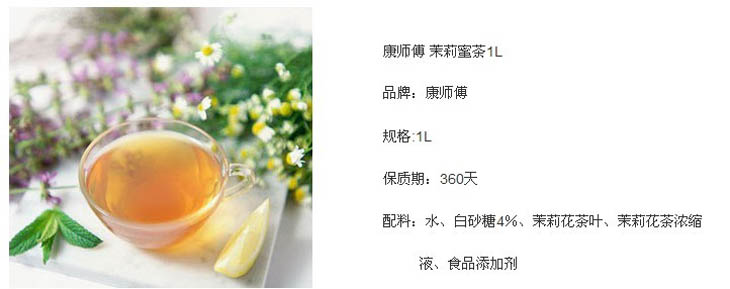 康师傅 茉莉蜜茶1L
品牌：康师傅
规格:1L
保质期：360天
配料：水、白砂糖4%、茉莉花茶叶、茉莉花茶浓缩
液、食品添加剂